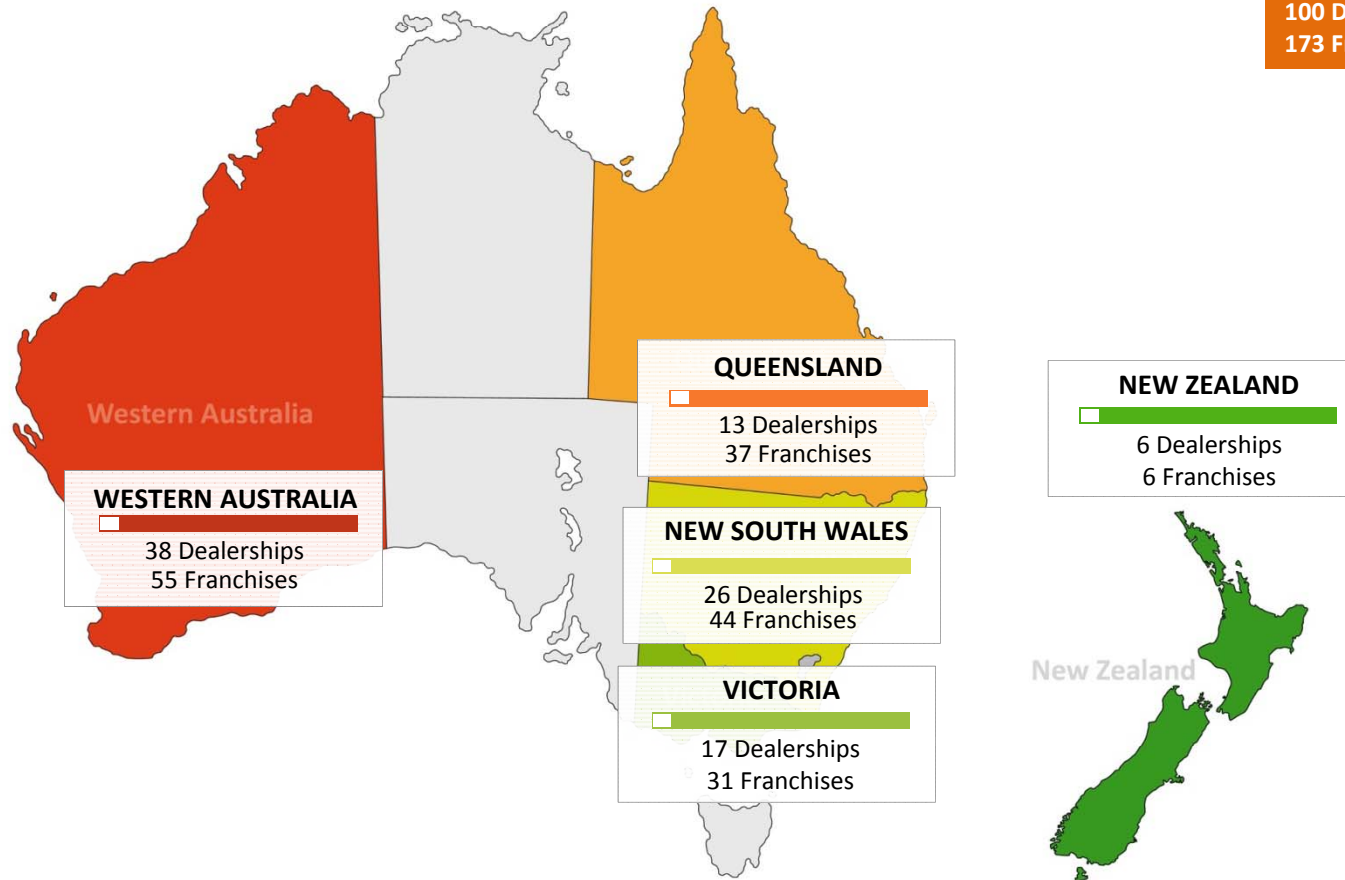 100 D
173 F
QUEENSLAND
13 Dealerships
37 Franchises
NEW ZEALAND
6 Dealerships
6 Franchises
Western Australia
WESTERN AUSTRALIA
38 Dealerships
55 Franchises
NEW SOUTH WALES
26 Dealerships
44 Franchises
New Zealand
VICTORIA
17 Dealerships
31 Franchises